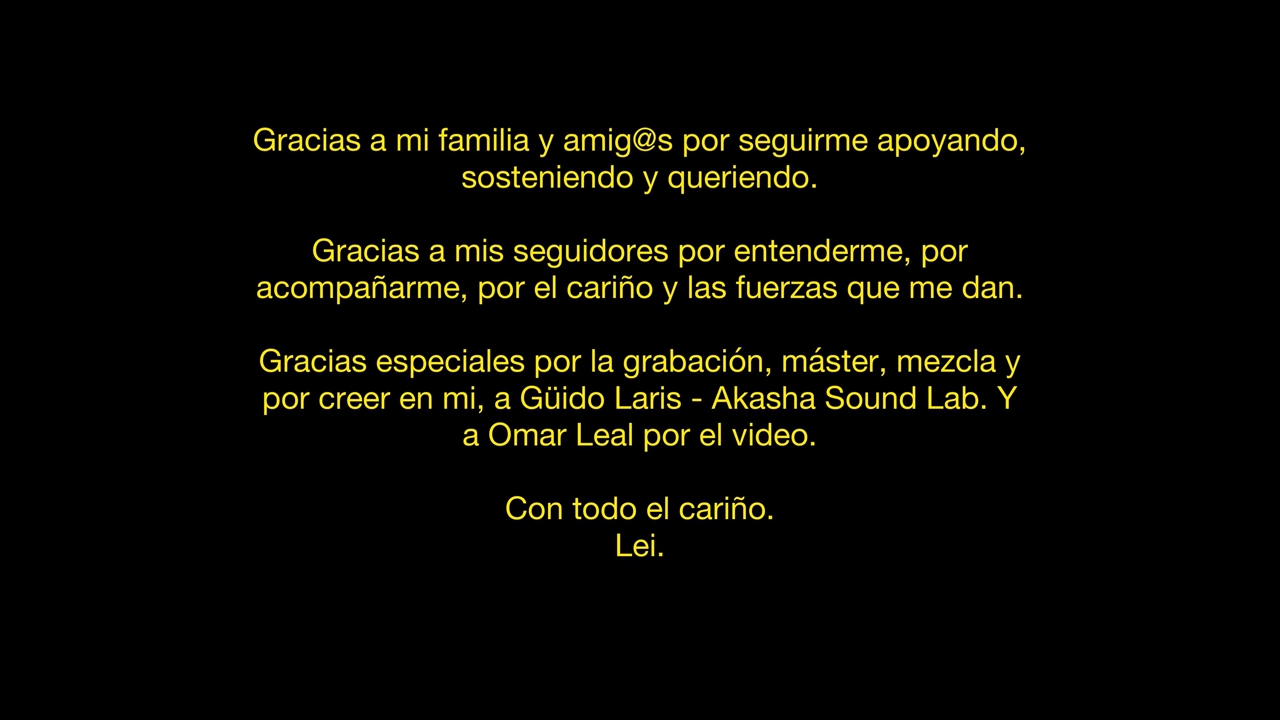 Gracias a mi familia y amig@s por seguirme apoyando,
sosteniendo y queriendo.
Gracias a mis seguidores por entenderme, por
acompañarme, por el cariño y las fuerzas que me dan.
Gracias especiales por la grabación, máster, mezcla y
por creer en mi, a Güido Laris - Akasha Sound Lab. Y
a Omar Leal por el video.
Con todo el cariño.
Lei.